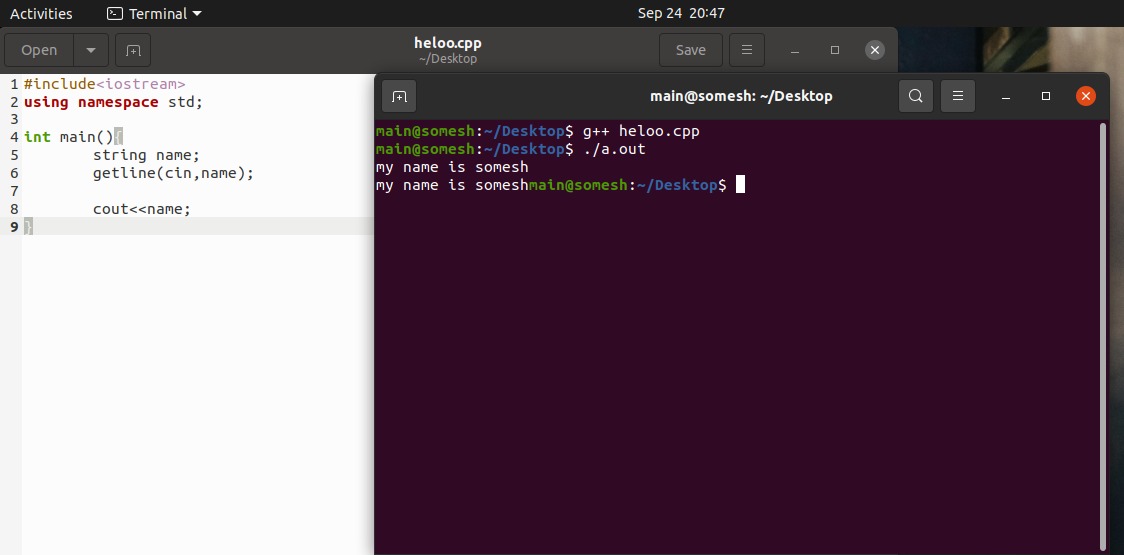 Activities Terminal Sep 24 20:47
Open heloo.cpp Save
~/Desktop
1 #include<iostream>
2 using namespace std;
3
4 int main(){
5 string name;
6 getline(cin,name);
7
8 cout<<name;
9 }
main@somesh: ~/Desktop
main@somesh:~/Desktop$ g++ heloo.cpp
main@somesh:~/Desktop$ ./a.out
my name is somesh
my name is someshmain@somesh:~/Desktop$